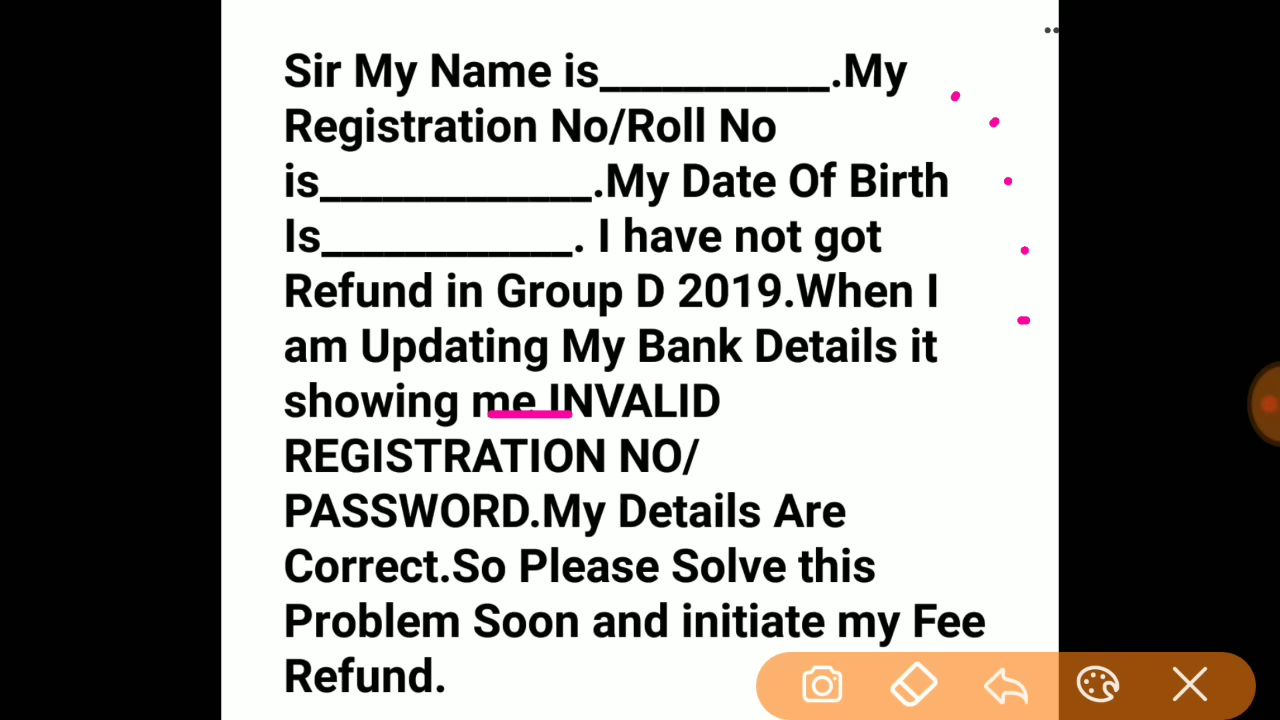 Sir My Name is___________.My
Registration No/Roll No
is_____________.My Date Of Birth
Is____________. I have not got
Refund in Group D 2019.When I
am Updating My Bank Details it
showing me INVALID
REGISTRATION NO/
PASSWORD.My Details Are
Correct.So Please Solve this
Problem Soon and initiate my Fee
Refund.